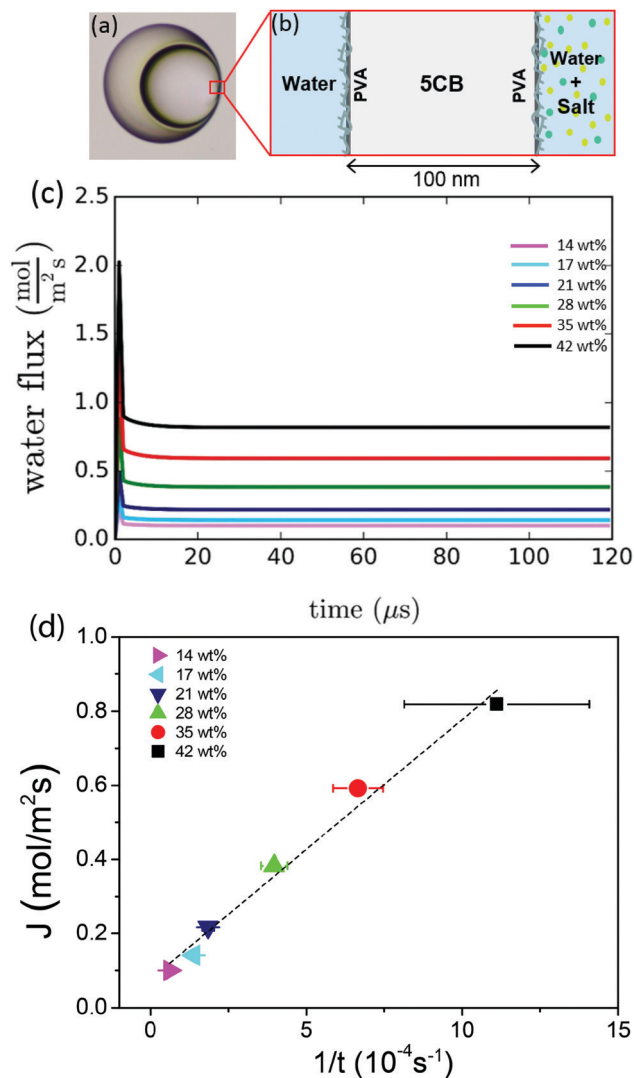 (a)
(b)
Water
PVA
5CB
PVA
Water
+
Salt
100 nm
(c)
water flux (mol/m² s)
2.5
2.0
1.5
1.0
0.5
0.0
14 wt%
17 wt%
21 wt%
28 wt%
35 wt%
42 wt%
0 20 40 60 80 100 120
time (μs)
(d)
J (mol/m²s)
1.0
0.8
0.6
0.4
0.2
0.0
14 wt%
17 wt%
21 wt%
28 wt%
35 wt%
42 wt%
0 5 10 15
1/t (10⁻⁴s⁻¹)